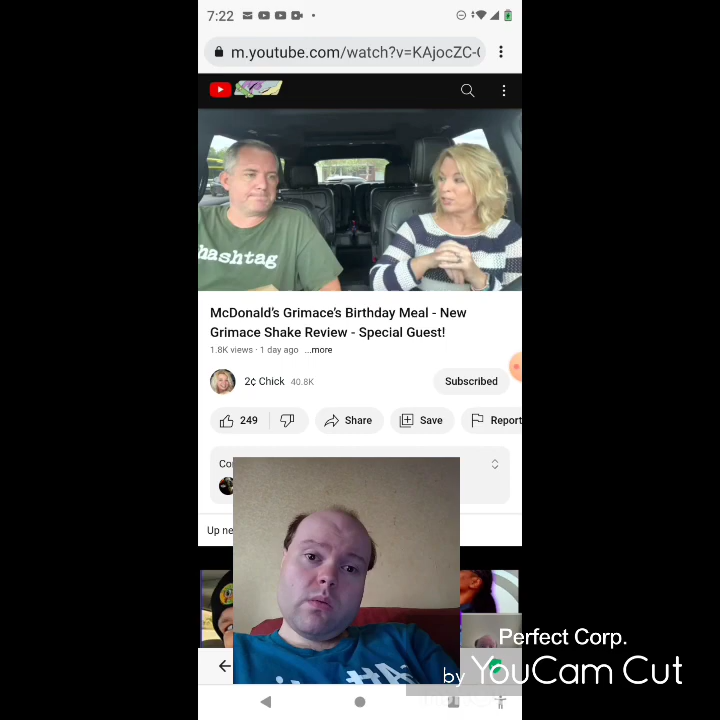 7:22
m.youtube.com/watch?v=KAjocZC-
hashtag
McDonald's Grimace's Birthday Meal - New
Grimace Shake Review - Special Guest!
1.8K views · 1 day ago ...more
2¢ Chick 40.8K Subscribed
249 Share Save Report
Co
Up ne
Perfect Corp.
by YouCam Cut